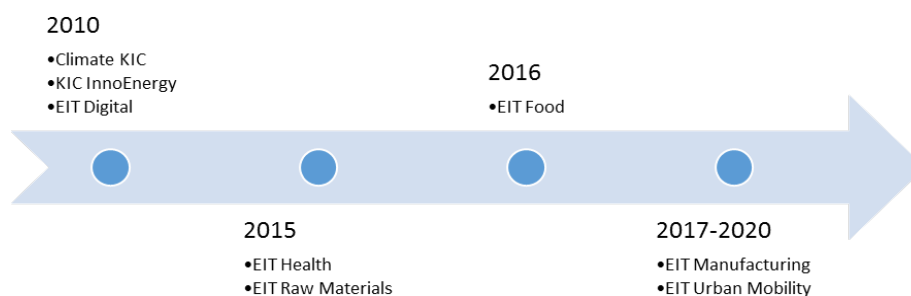 2010
•Climate KIC
•KIC InnoEnergy
•EIT Digital
2015
•EIT Health
•EIT Raw Materials
2016
•EIT Food
2017-2020
•EIT Manufacturing
•EIT Urban Mobility